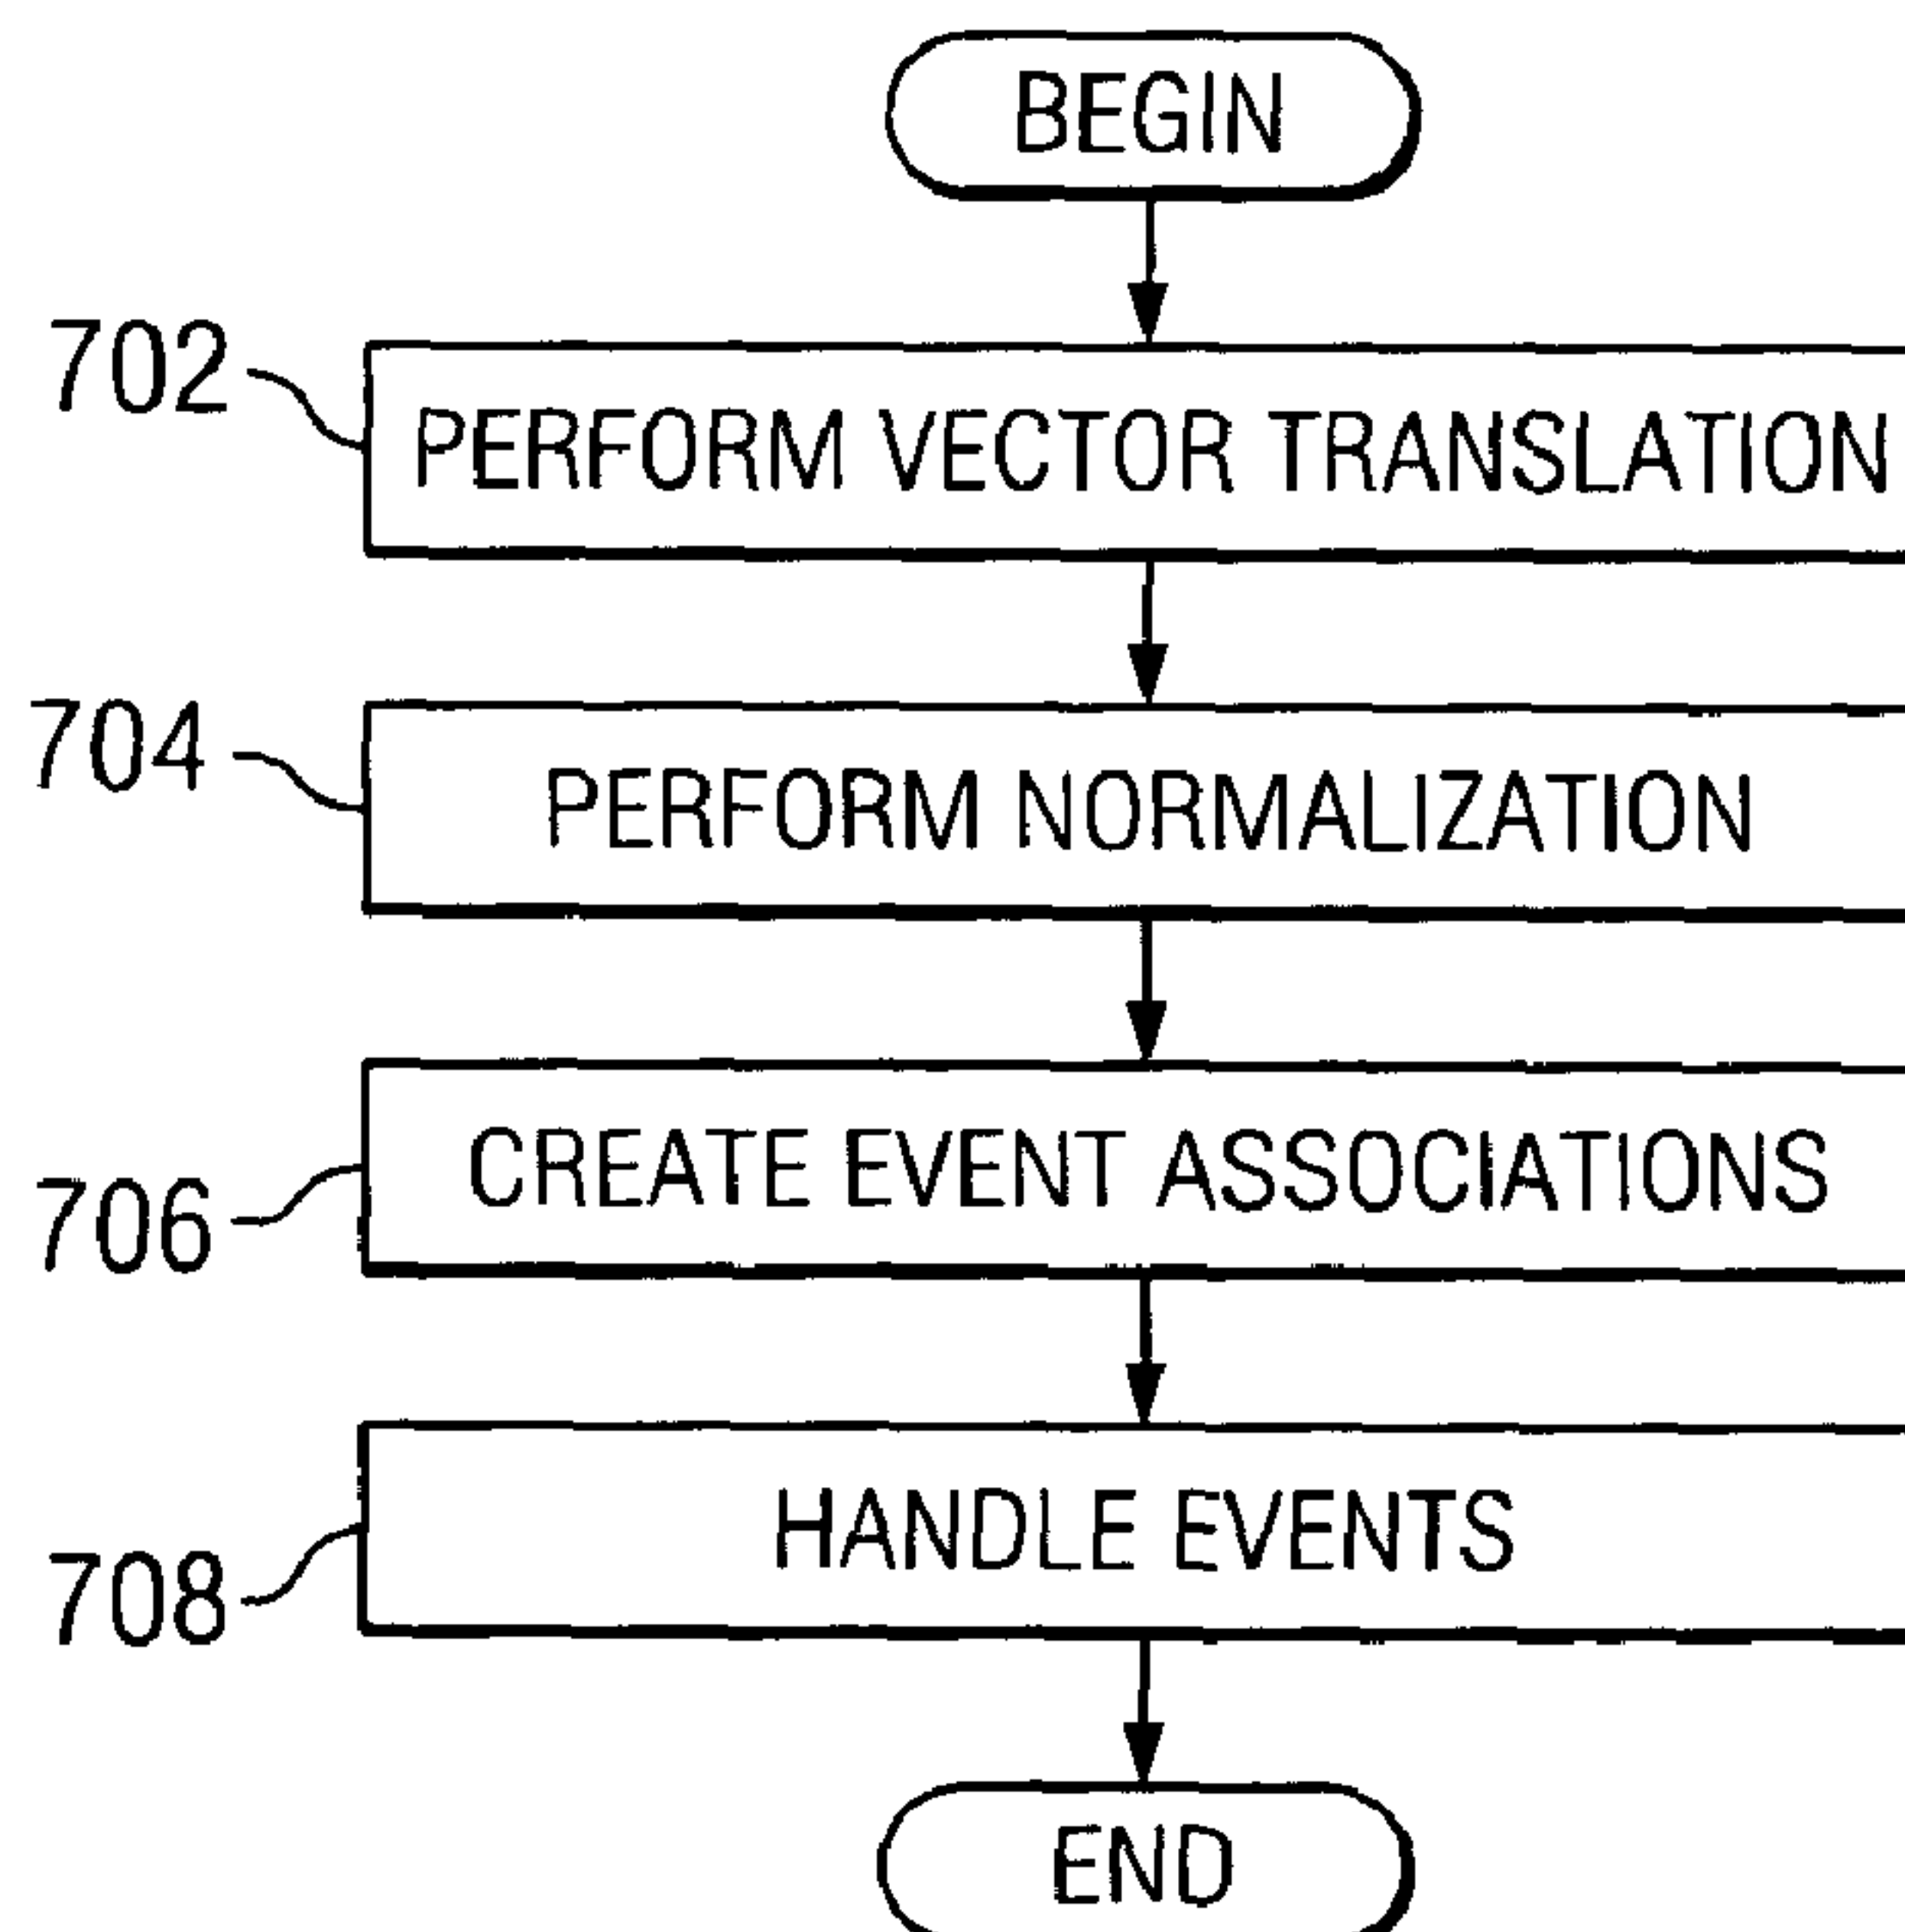 BEGIN
702
PERFORM VECTOR TRANSLATION
704
PERFORM NORMALIZATION
CREATE EVENT ASSOCIATIONS
706
HANDLE EVENTS
708
END